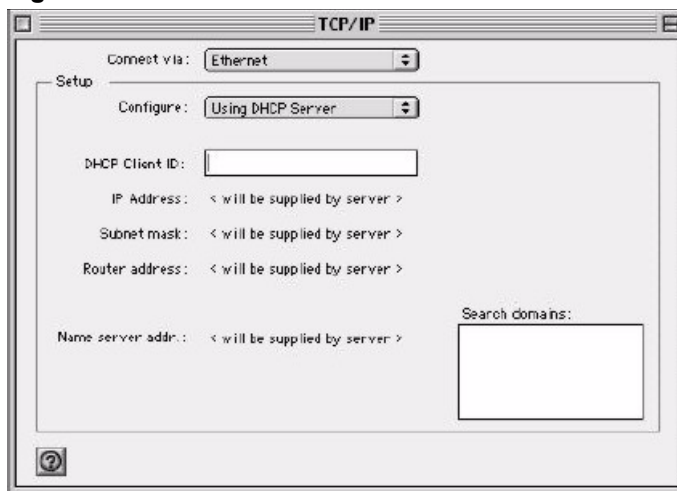 TCP/IP
Connect via: Ethernet
Setup
Configure: Using DHCP Server
DHCP Client ID:
IP Address: < will be supplied by server >
Subnet mask: < will be supplied by server >
Router address: < will be supplied by server >
Search domains:
Name server addr.: < will be supplied by server >